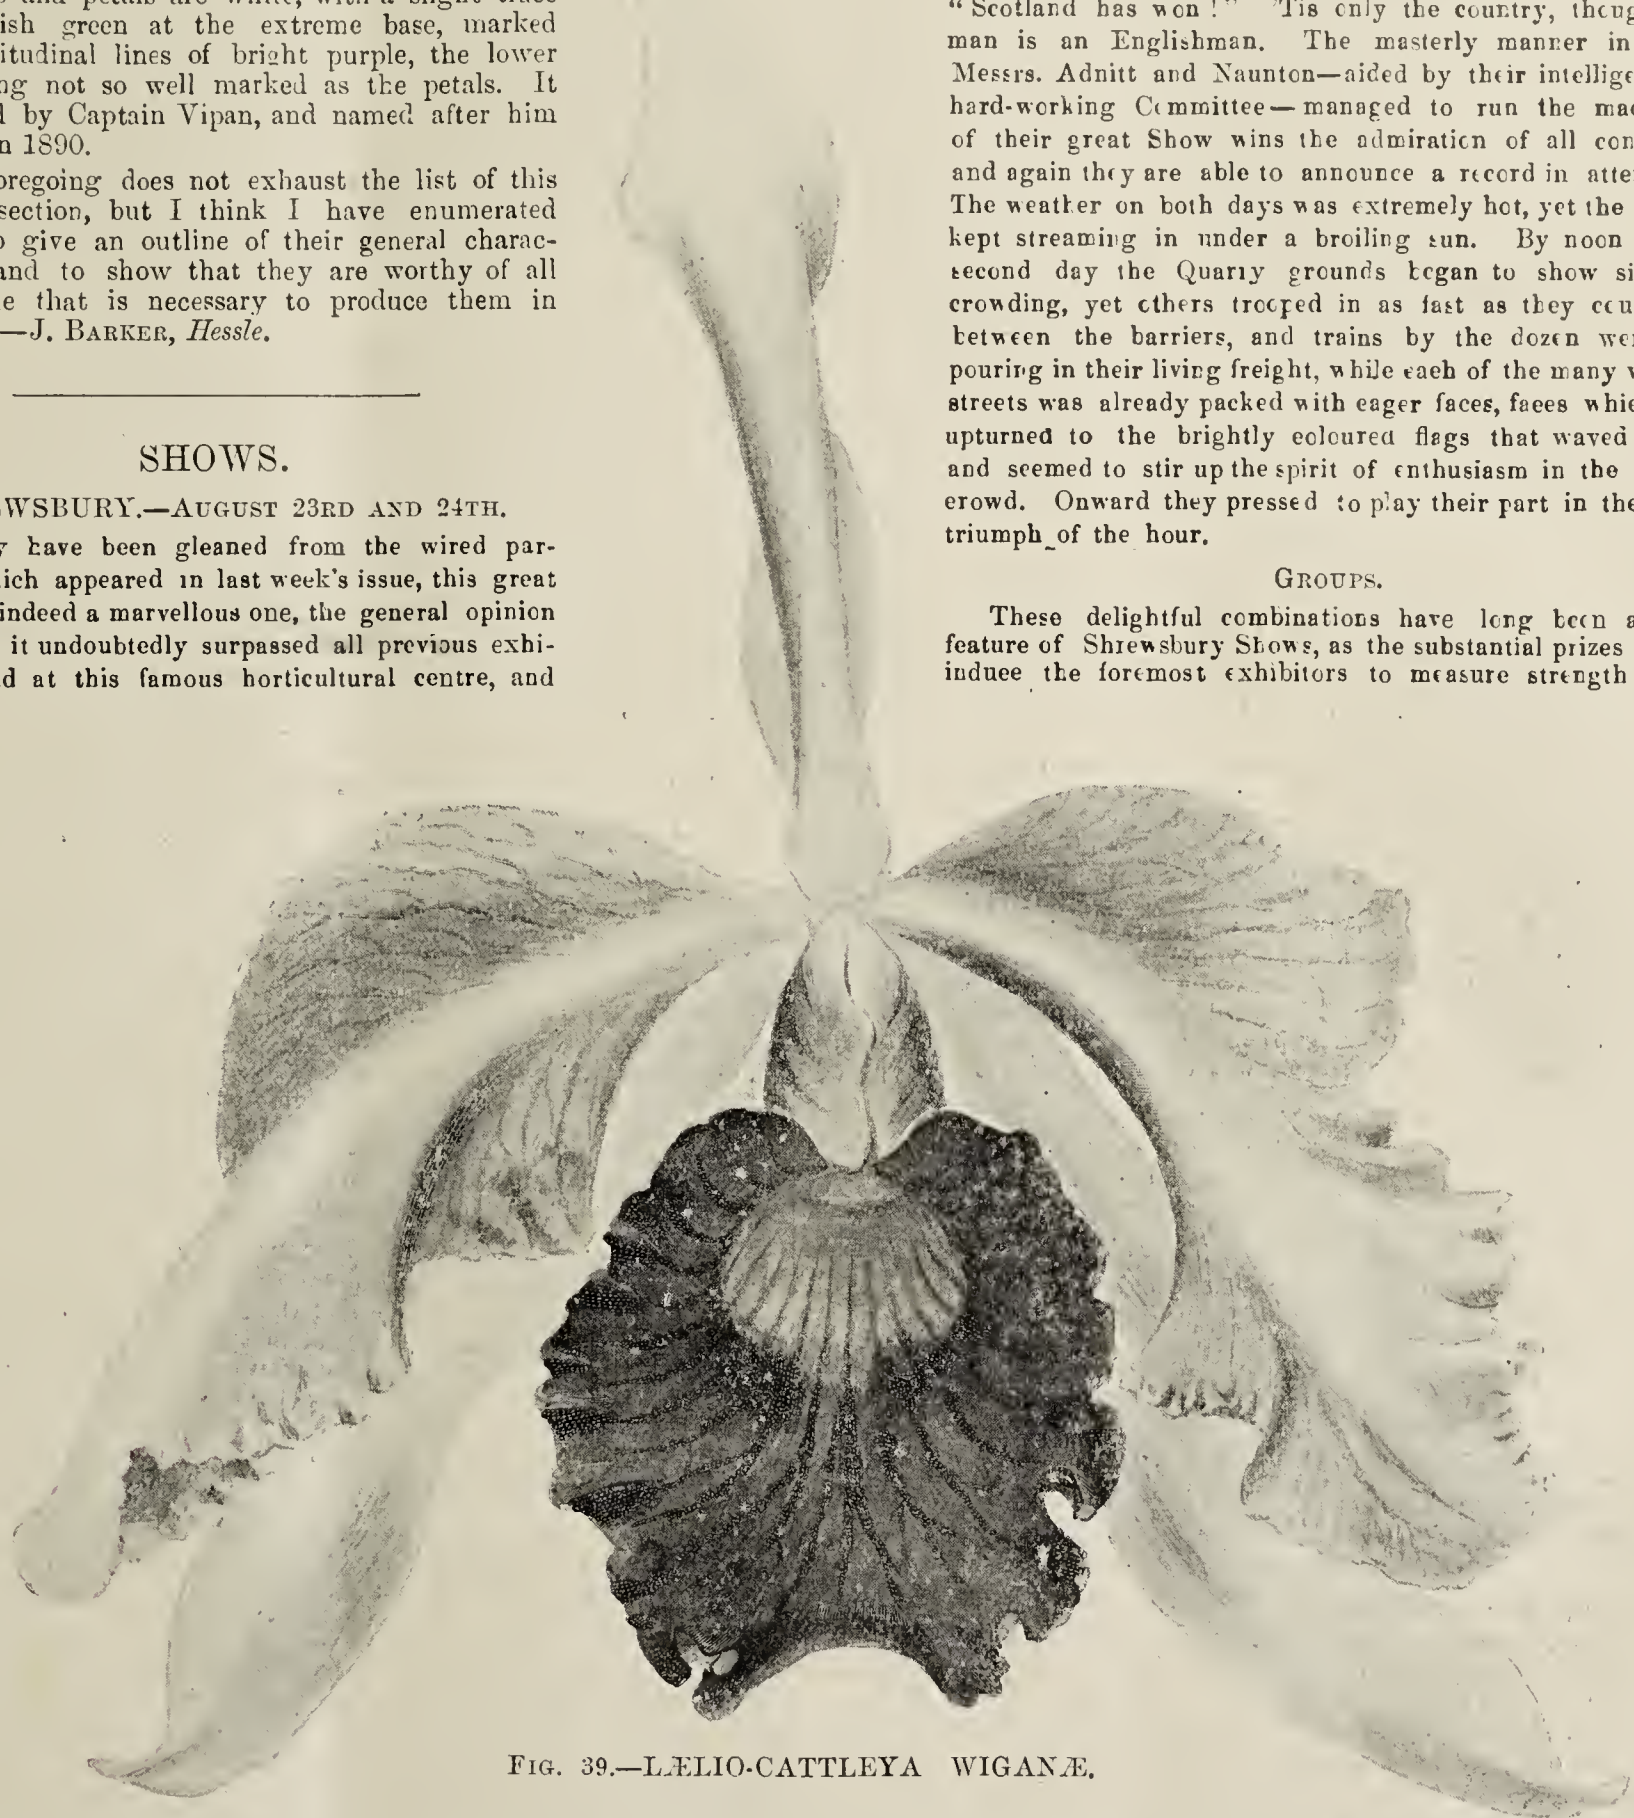 and petals are white, with a slight
ish green at the extreme base, marked
itudinal lines of bright purple, the lower
ng not so well marked as the petals. It
l by Captain Vipan, and named after him
n 1890.
oregoing does not exhaust the list of this
section, but I think I have enumerated
o give an outline of their general charac-
and to show that they are worthy of all
e that is necessary to produce them in
—J. BARKER, Hessle.
SHOWS.
WSBURY.—AUGUST 23RD AND 24TH.
y have been gleaned from the wired par-
ich appeared in last week's issue, this great
indeed a marvellous one, the general opinion
it undoubtedly surpassed all previous exhi-
d at this famous horticultural centre, and
"Scotland has won!" 'Tis only the country, thoug
man is an Englishman. The masterly manner in
Messrs. Adnitt and Naunton—aided by their intellige
hard-working Committee—managed to run the mac
of their great Show wins the admiration of all con
and again they are able to announce a record in atte
The weather on both days was extremely hot, yet the
kept streaming in under a broiling sun. By noon
second day the Quarry grounds began to show si
crowding, yet others trooped in as fast as they cou
between the barriers, and trains by the dozen wer
pouring in their living freight, while each of the many
streets was already packed with eager faces, faces whic
upturned to the brightly coloured flags that waved
and seemed to stir up the spirit of enthusiasm in the
crowd. Onward they pressed to play their part in the
triumph of the hour.
GROUPS.
These delightful combinations have long been a
feature of Shrewsbury Shows, as the substantial prizes
induce the foremost exhibitors to measure strength
FIG. 39.—LÆLIO-CATTLEYA WIGANÆ.